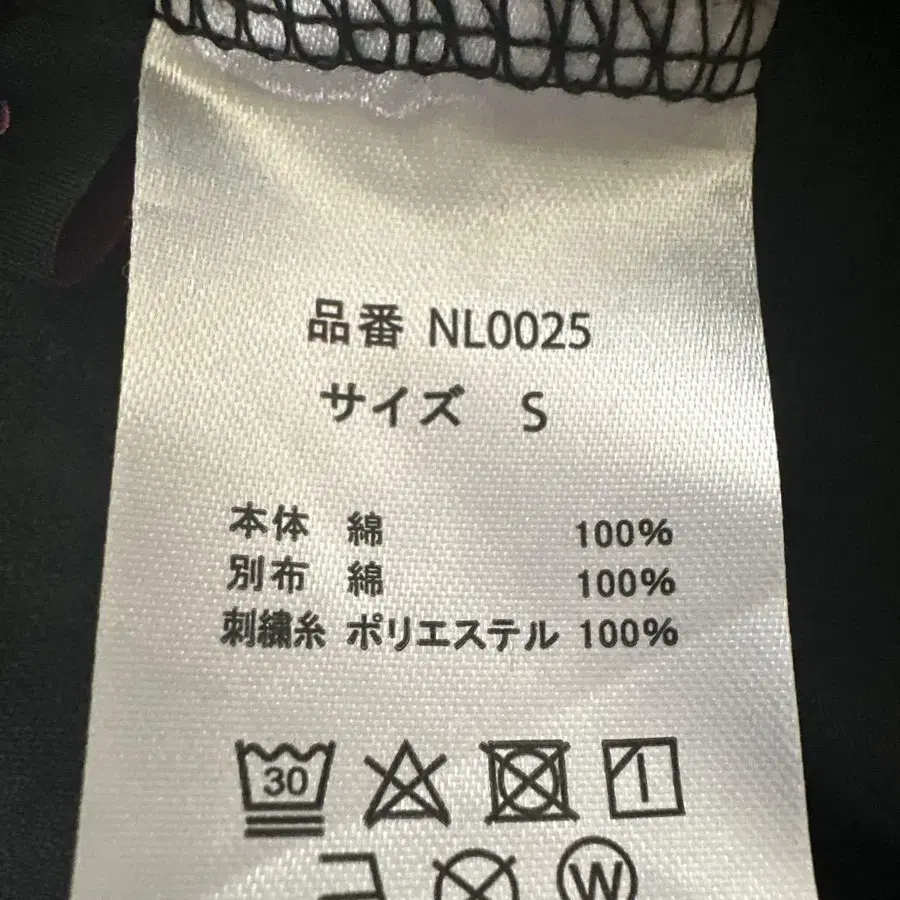 品番 NL0025
サイズ S
本体 綿 100%
別布 綿 100%
刺繍糸 ポリエステル 100%
30
W